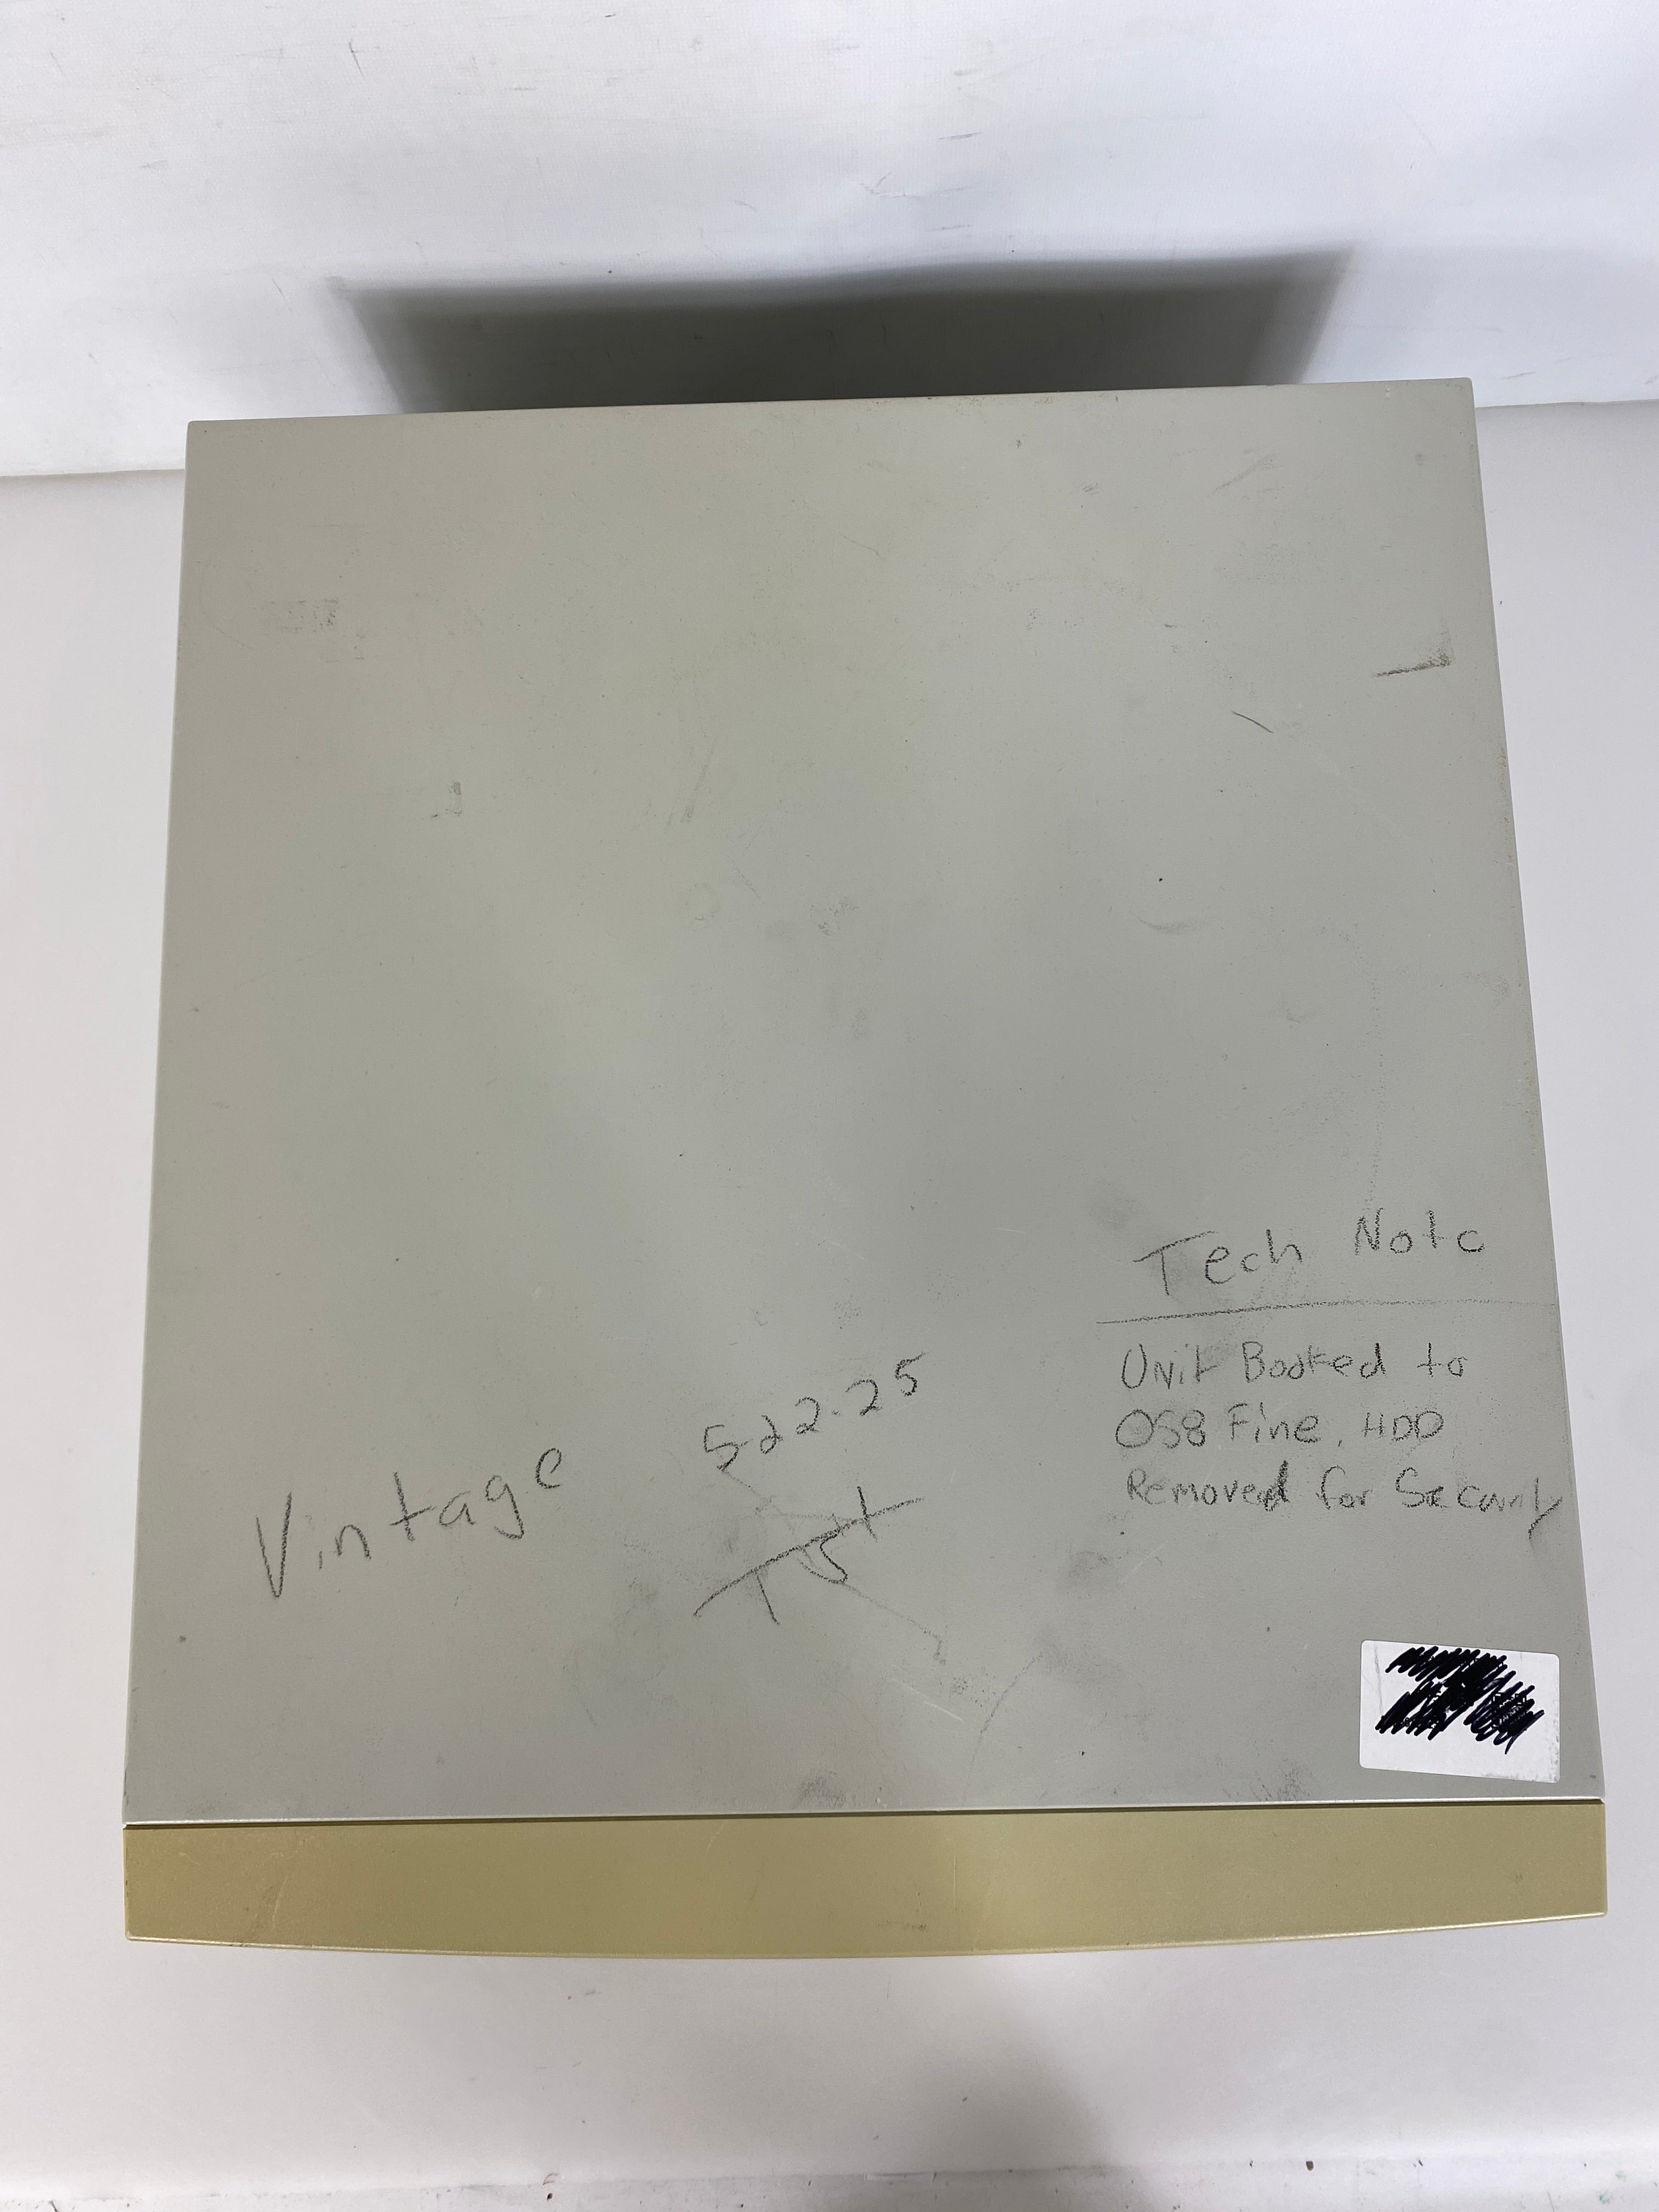 Tech Note
Unit Booted to
OS8 Fine. HDD
Removed for Security
5-22-25
Vintage